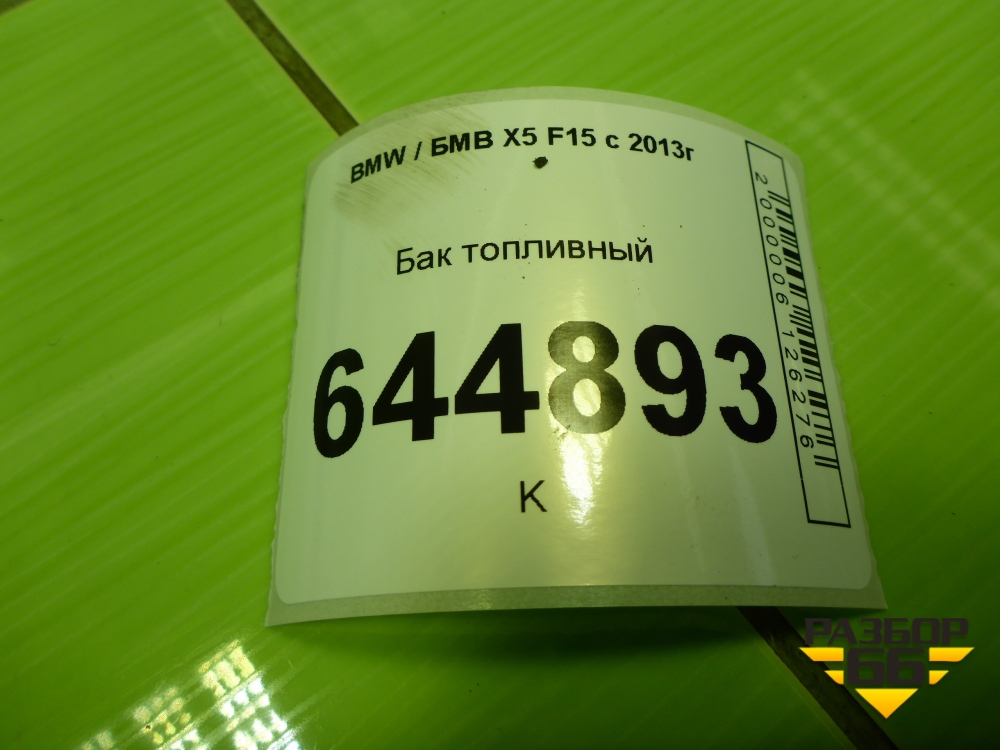 BMW / БМВ X5 F15 с 2013г
Бак топливный
644893
К
2000006126276
РАЗБОР
66